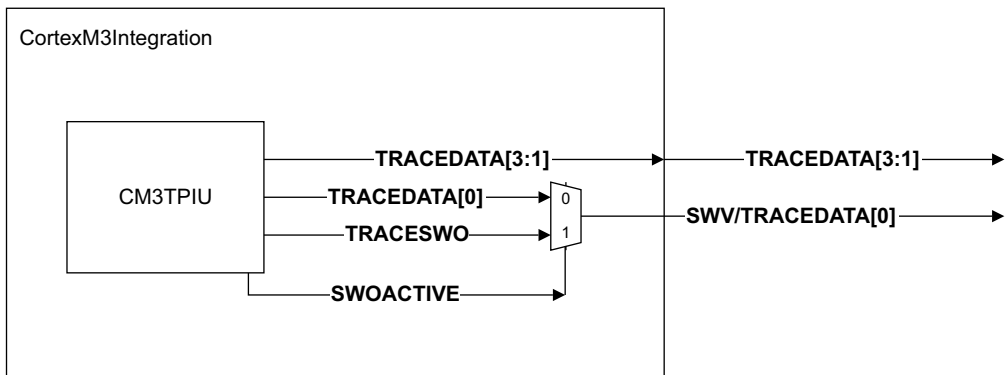 CortexM3Integration
CM3TPIU
TRACEDATA[3:1]
TRACEDATA[3:1]
TRACEDATA[0]
0
SWV/TRACEDATA[0]
TRACESWO
1
SWOACTIVE